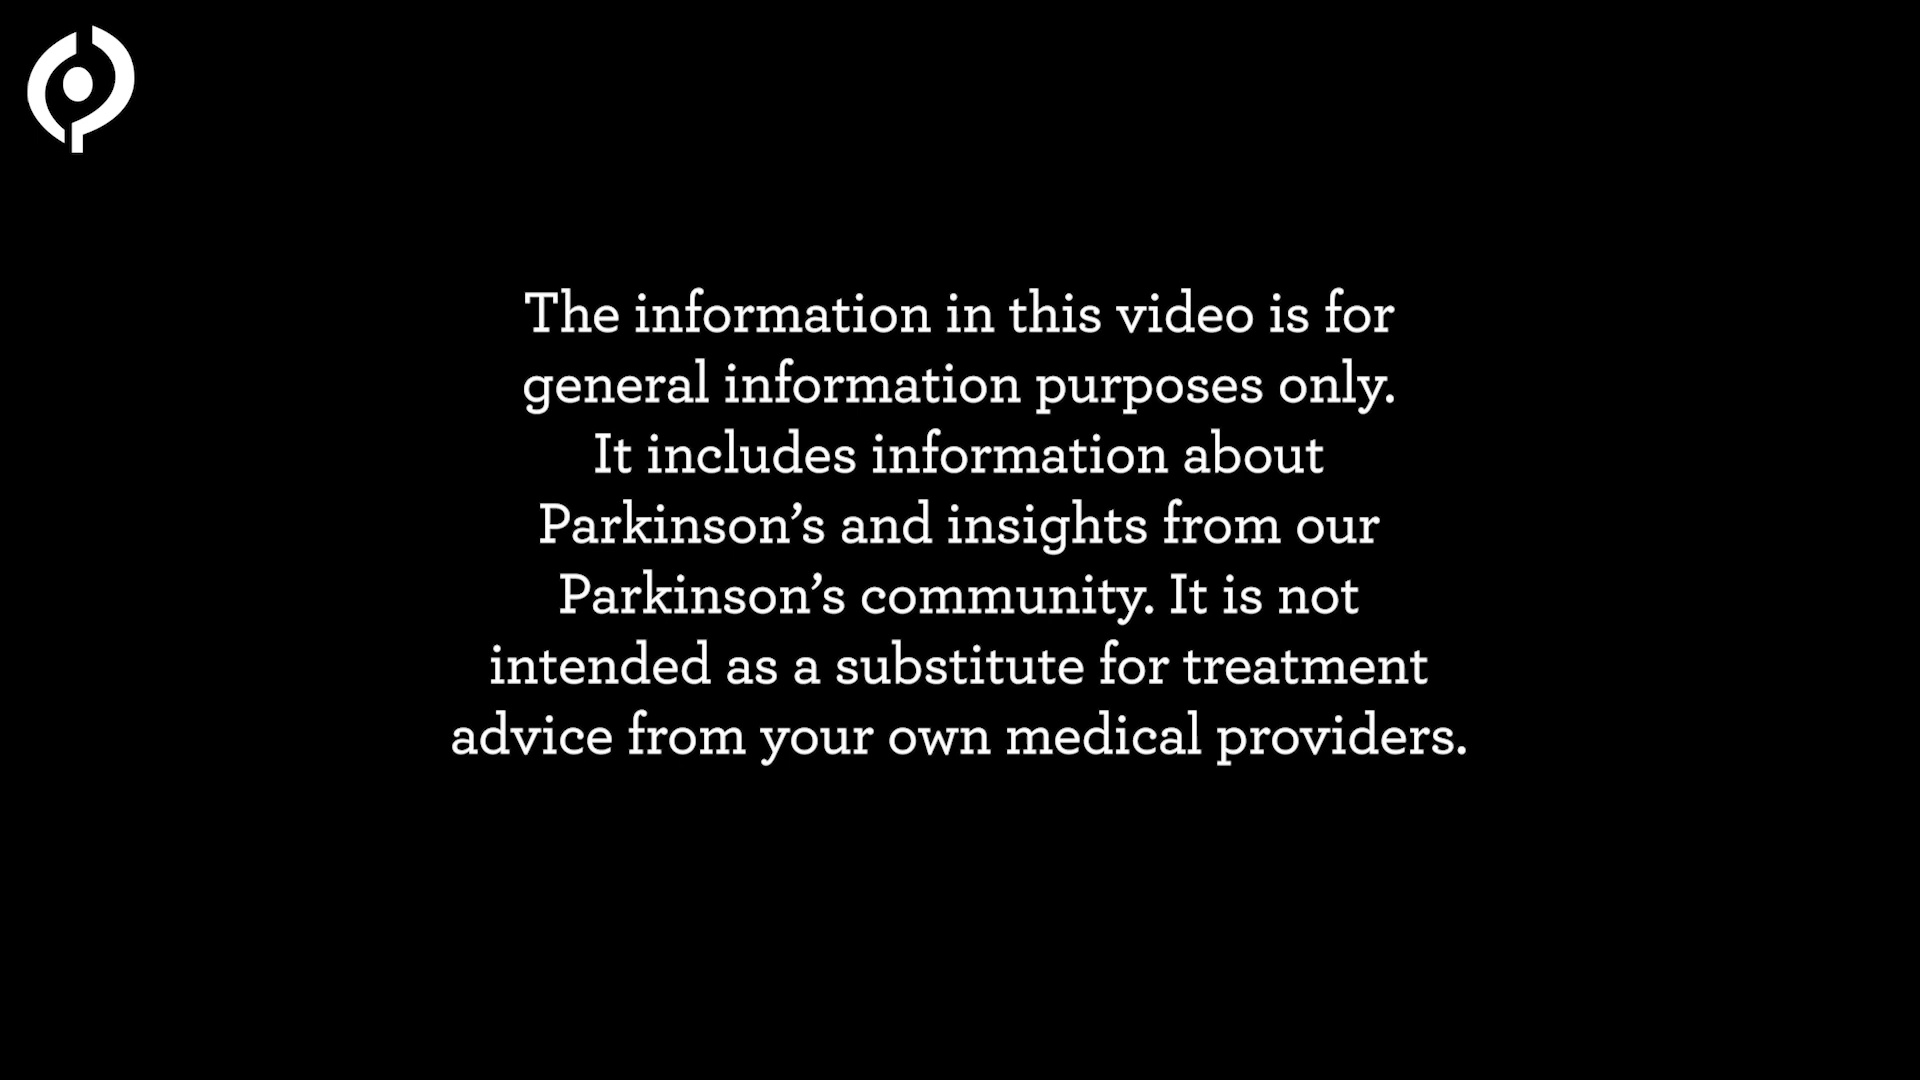 The information in this video is for
general information purposes only.
It includes information about
Parkinson’s and insights from our
Parkinson’s community. It is not
intended as a substitute for treatment
advice from your own medical providers.